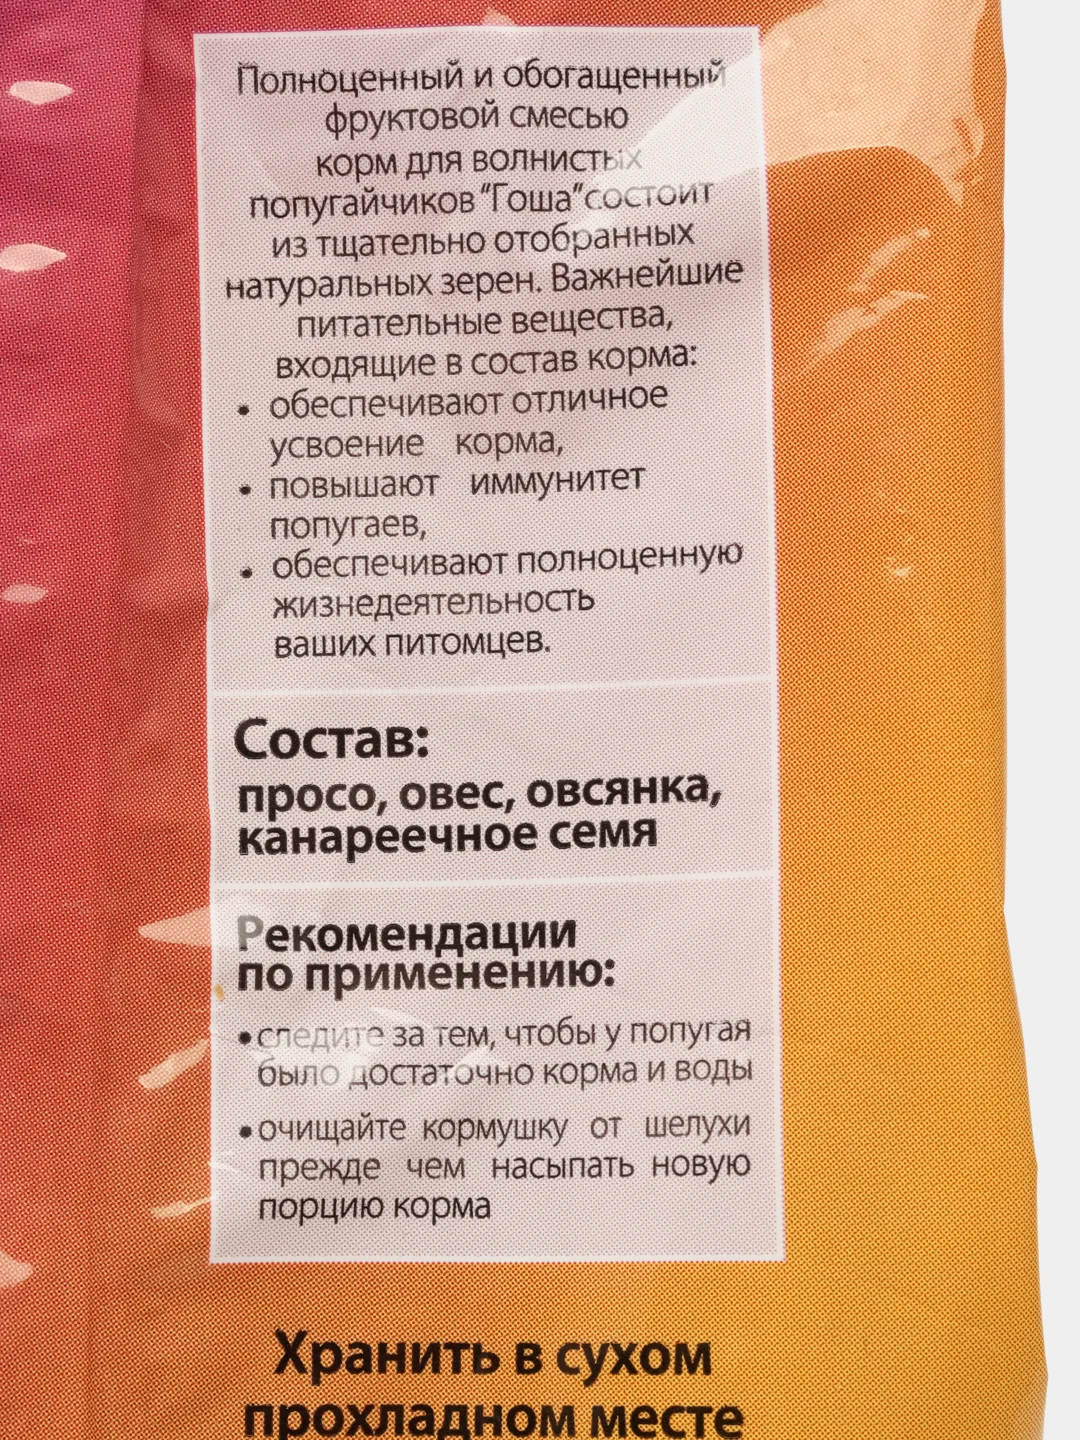 Полноценный и обогащенный
фруктовой смесью
корм для волнистых
попугайчиков "Гоша" состоит
из тщательно отобранных
натуральных зерен. Важнейшие
питательные вещества,
входящие в состав корма:
• обеспечивают отличное
усвоение корма,
• повышают иммунитет
попугаев,
• обеспечивают полноценную
жизнедеятельность
ваших питомцев.
Состав:
просо, овес, овсянка,
канареечное семя
Рекомендации
по применению:
• следите за тем, чтобы у попугая
было достаточно корма и воды
• очищайте кормушку от шелухи
прежде чем насыпать новую
порцию корма
Хранить в сухом
прохладном месте